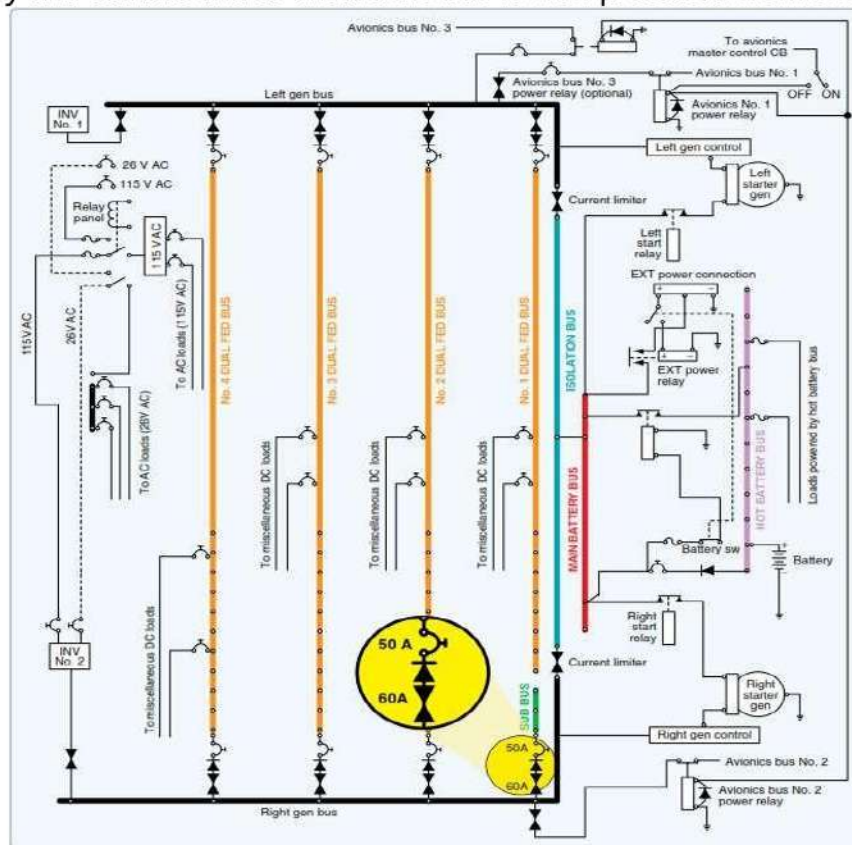 Avionics bus No. 3
To avionics
master control CB
Avionics bus No. 3
power relay (optional)
Avionics bus No. 1
OFF ON
Avionics No. 1
power relay
Left gen bus
INV
No. 1
26 V AC
115 V AC
Relay
panel
115 VAC
Left gen control
Left
starter
gen
Current limiter
Left
start
relay
EXT power connection
+ -
+ -
EXT power
relay
115VAC
26VAC
To AC loads (115V AC)
To AC loads (26V AC)
No. 4 DUAL FED BUS
No. 3 DUAL FED BUS
No. 2 DUAL FED BUS
No. 1 DUAL FED BUS
ISOLATION BUS
MAIN BATTERY BUS
HOT BATTERY BUS
Loads powered by hot battery bus
To miscellaneous DC loads
To miscellaneous DC loads
To miscellaneous DC loads
To miscellaneous DC loads
Battery sw
+
Battery
Right
start
relay
INV
No. 2
50 A
60A
Current limiter
SUB BUS
Right
starter
gen
Right gen control
50A
60A
Avionics bus No. 2
Avionics bus No. 2
power relay
Right gen bus